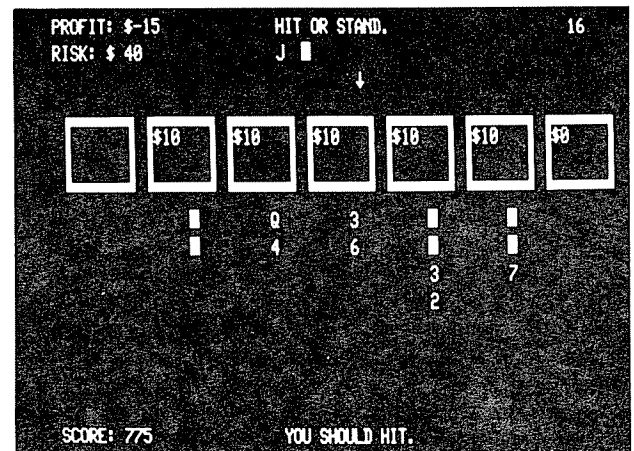 PROFIT: $-15 HIT OR STAND. 16
RISK: $ 40 J
$10 $10 $10 $10 $10 $0
Q 3
4 6
3 7
2
SCORE: 775 YOU SHOULD HIT.